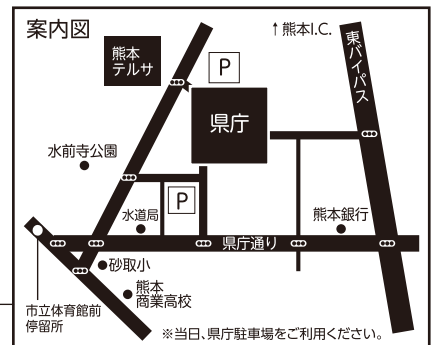 案内図
↑熊本I.C.
東バイパス
熊本
テルサ
P
県庁
水前寺公園
P
水道局
熊本銀行
県庁通り
砂取小
熊本
商業高校
市立体育館前
停留所
※当日、県庁駐車場をご利用ください。